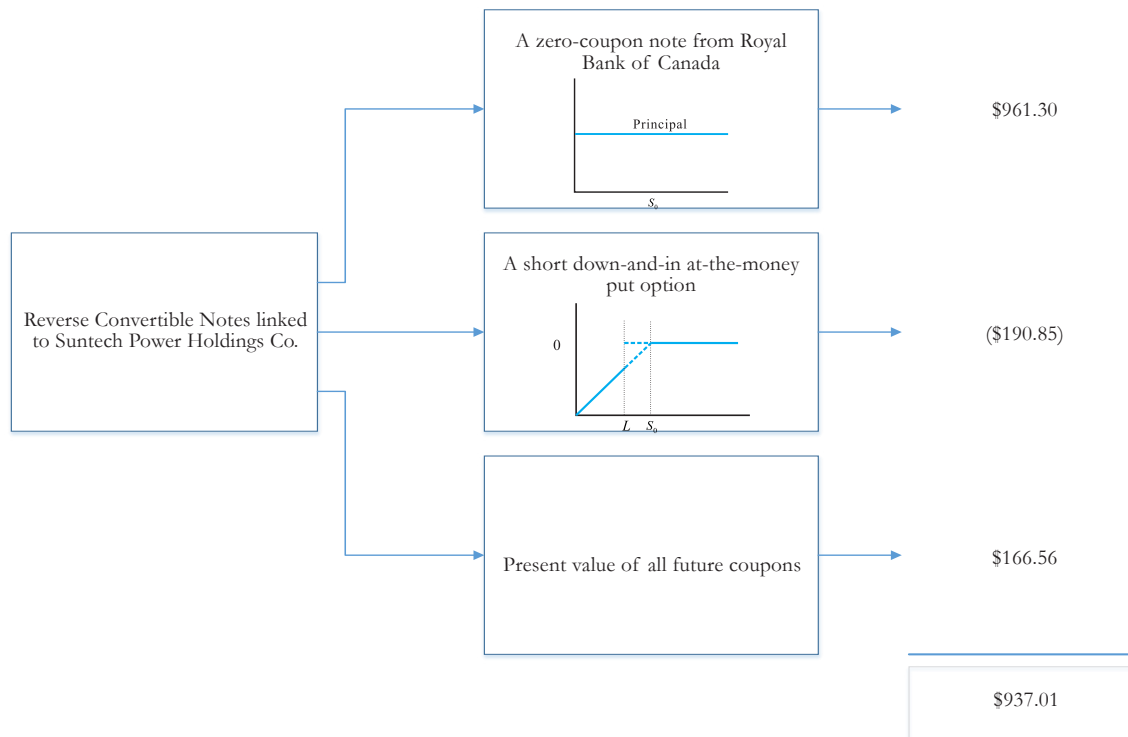 A zero-coupon note from Royal
Bank of Canada
Principal
S₀
$961.30
Reverse Convertible Notes linked
to Suntech Power Holdings Co.
A short down-and-in at-the-money
put option
0
L S₀
($190.85)
Present value of all future coupons
$166.56
$937.01